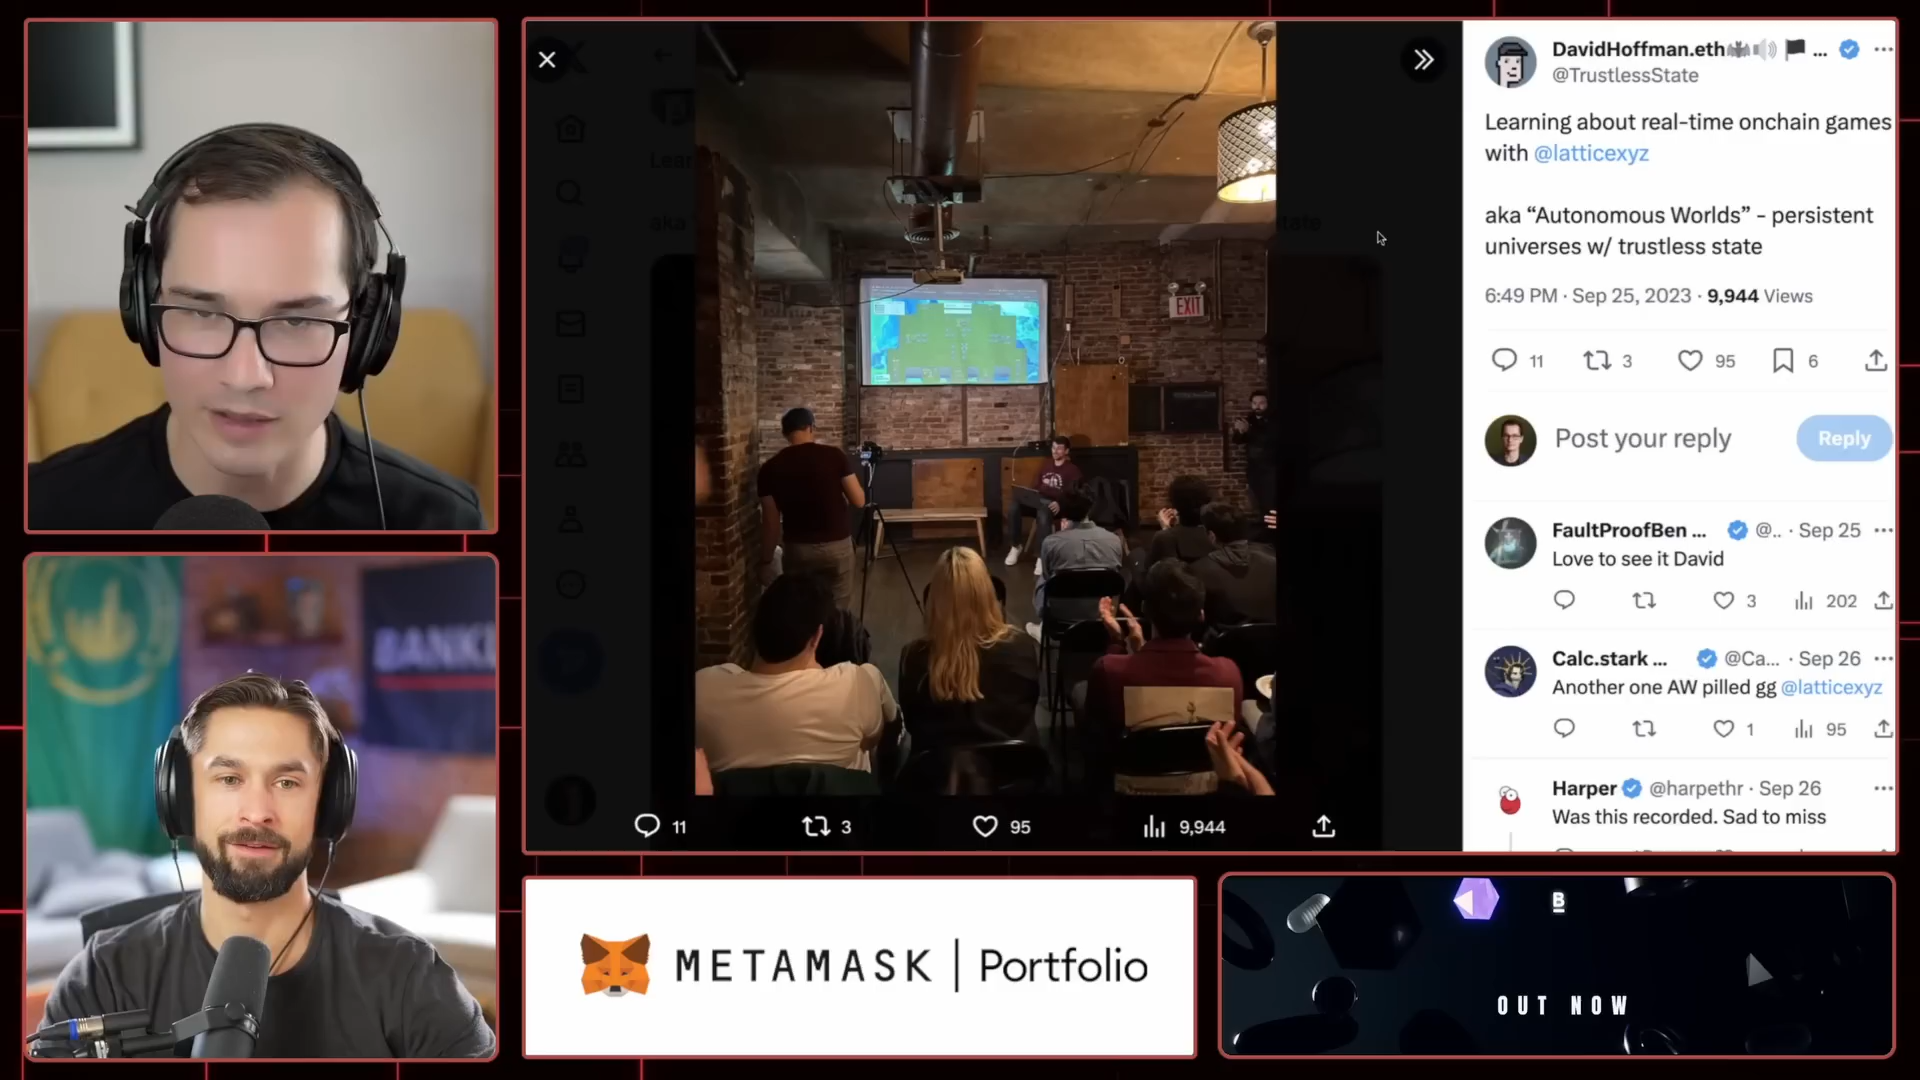 DavidHoffman.eth ...
@TrustlessState
Learning about real-time onchain games
with @latticexyz
aka “Autonomous Worlds” - persistent
universes w/ trustless state
6:49 PM · Sep 25, 2023 · 9,944 Views
11 3 95 6
Post your reply Reply
FaultProofBen ... @.. · Sep 25 ...
Love to see it David
3 202
Calc.stark ... @Ca... · Sep 26 ...
Another one AW pilled gg @latticexyz
1 95
Harper @harpethr · Sep 26 ...
Was this recorded. Sad to miss
EXIT
11 3 95 9,944
BANKL
METAMASK | Portfolio
B
OUT NOW